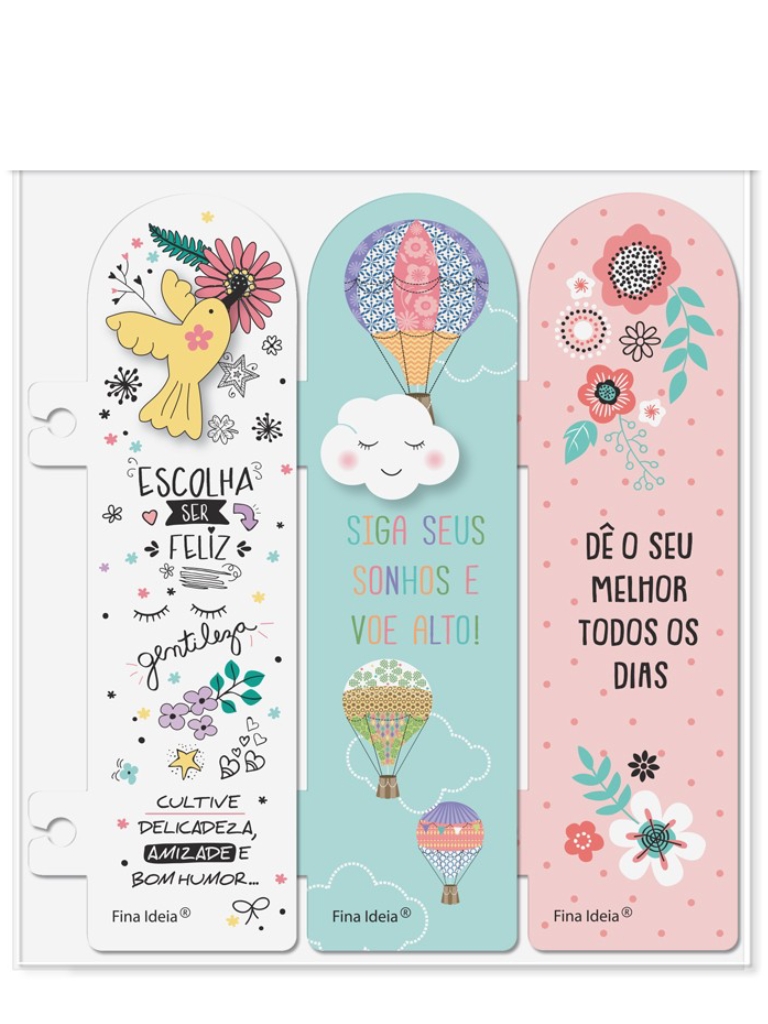 ESCOLHA
SER
FELIZ
gentileza
CULTIVE
DELICADEZA,
AMIZADE E
BOM HUMOR...
Fina Ideia®
SIGA SEUS
SONHOS E
VOE ALTO!
Fina Ideia®
DÊ O SEU
MELHOR
TODOS OS
DIAS
Fina Ideia®